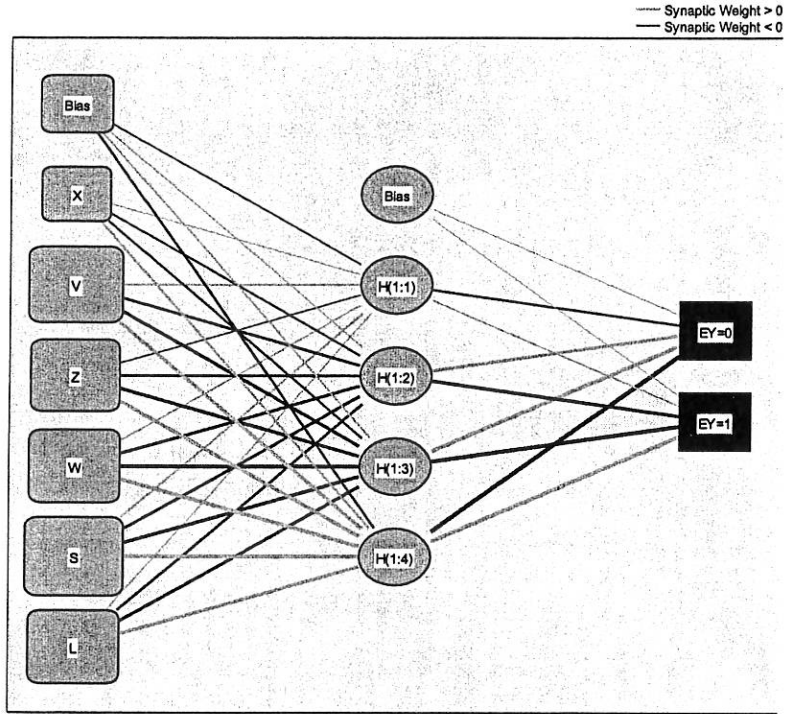 Synaptic Weight > 0
Synaptic Weight < 0
Bias
X
Bias
V
H(1:1)
EY=0
Z
H(1:2)
EY=1
W
H(1:3)
S
H(1:4)
L